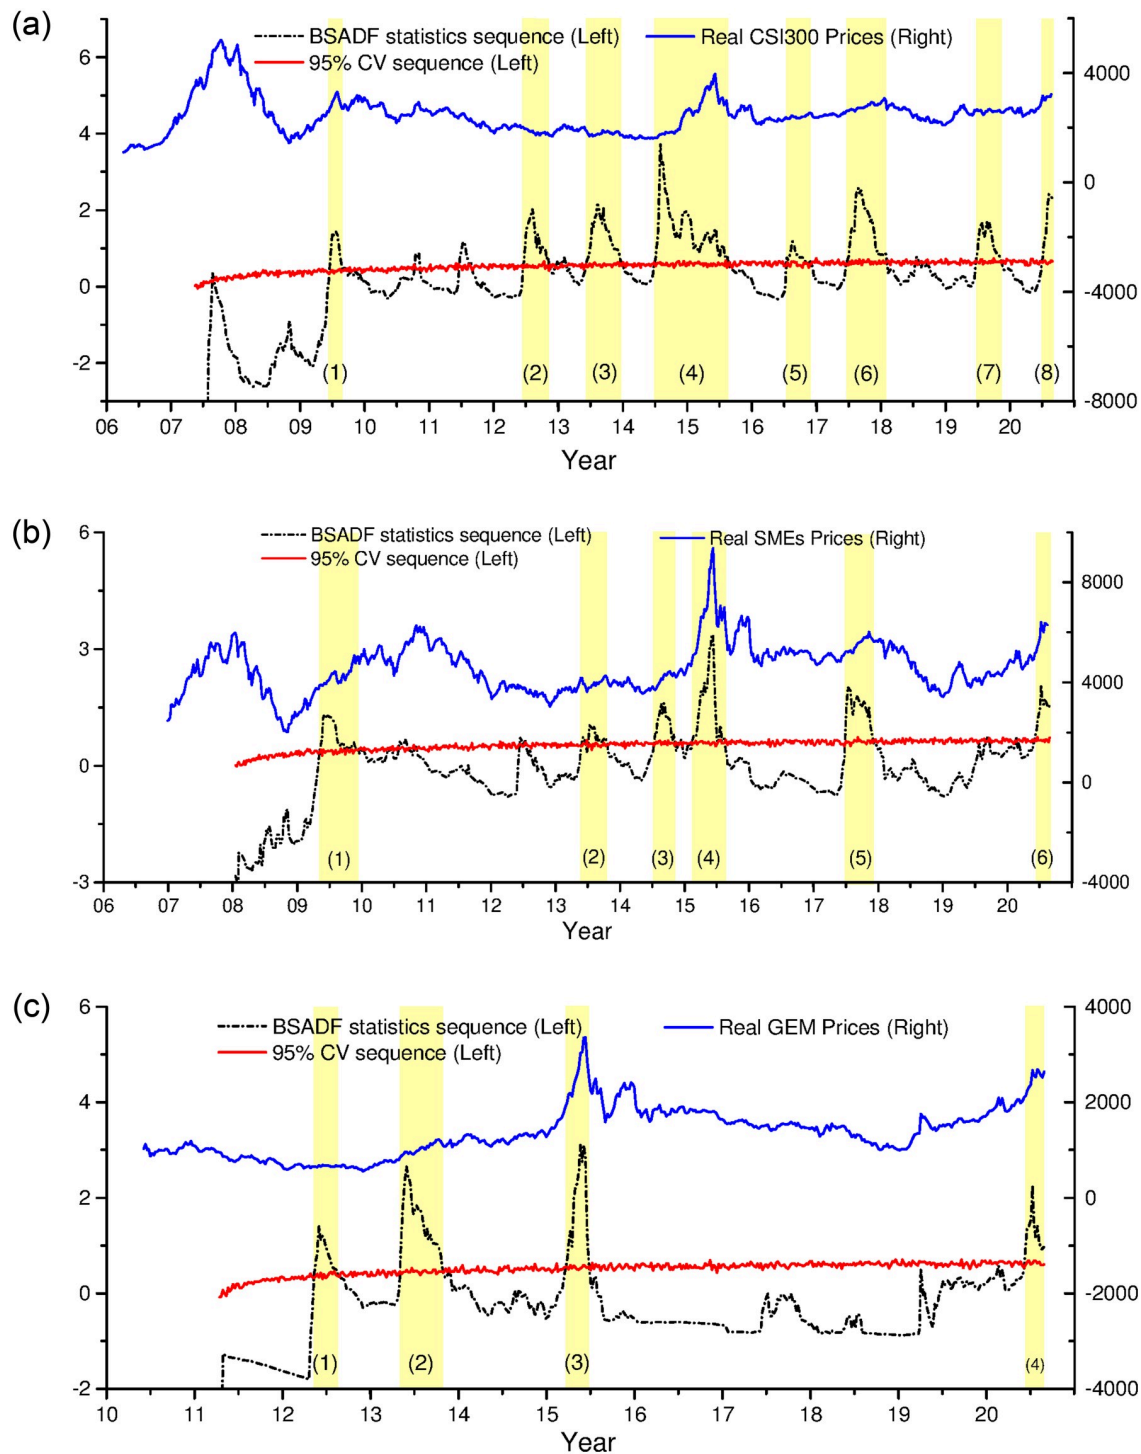 (a)
BSADF statistics sequence (Left)
Real CSI300 Prices (Right)
95% CV sequence (Left)
6
4
2
0
-2
4000
0
-4000
-8000
(1)
(2)
(3)
(4)
(5)
(6)
(7)
(8)
06 07 08 09 10 11 12 13 14 15 16 17 18 19 20
Year
(b)
BSADF statistics sequence (Left)
Real SMEs Prices (Right)
95% CV sequence (Left)
6
3
0
-3
8000
4000
0
-4000
(1)
(2)
(3)
(4)
(5)
(6)
06 07 08 09 10 11 12 13 14 15 16 17 18 19 20
Year
(c)
BSADF statistics sequence (Left)
Real GEM Prices (Right)
95% CV sequence (Left)
6
4
2
0
-2
4000
2000
0
-2000
-4000
(1)
(2)
(3)
(4)
10 11 12 13 14 15 16 17 18 19 20
Year